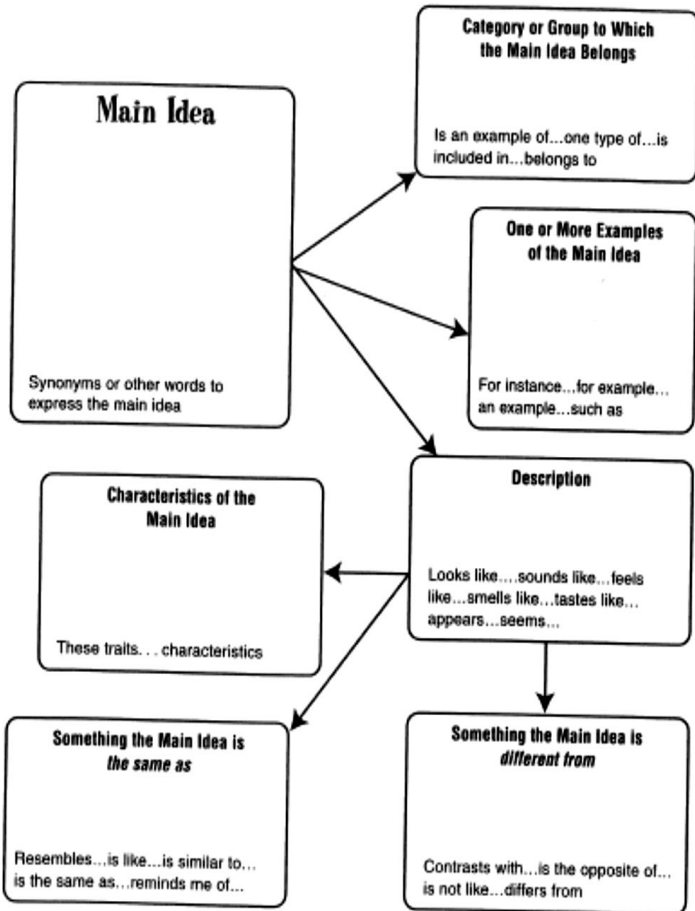 Category or Group to Which
the Main Idea Belongs
Is an example of...one type of...is
included in...belongs to
Main Idea
Synonyms or other words to
express the main idea
One or More Examples
of the Main Idea
For instance...for example...
an example...such as
Description
Looks like....sounds like...feels
like...smells like...tastes like...
appears...seems...
Characteristics of the
Main Idea
These traits. . . characteristics
Something the Main Idea is
the same as
Resembles...is like...is similar to...
is the same as...reminds me of...
Something the Main Idea is
different from
Contrasts with...is the opposite of...
is not like...differs from